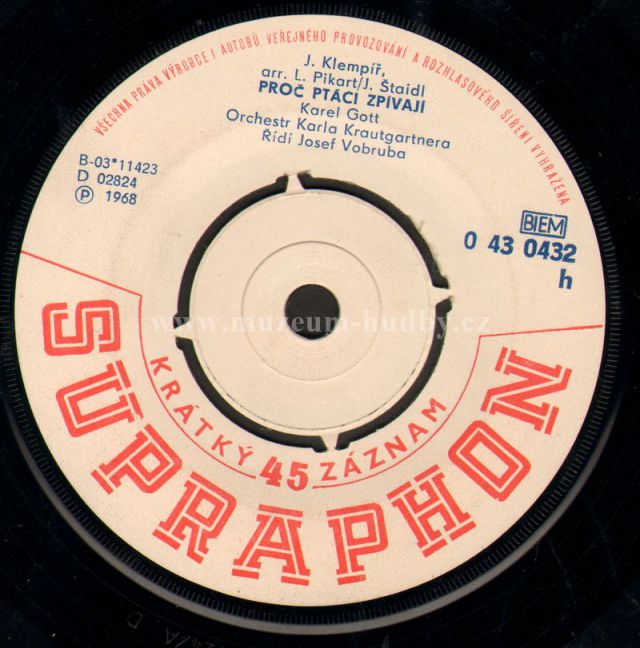 VŠECHNA PRÁVA VÝROBCE I AUTORŮ VEŘEJNÉHO PROVOZOVÁNÍ A ROZHLASOVÉHO ŠÍŘENÍ VYHRAŽENA
J. Klempíř,
arr. L. Pikart/J. Štaidl
PROČ PTÁCI ZPÍVAJÍ
Karel Gott
Orchestr Karla Krautgartnera
Řídí Josef Vobruba
B-03*11423
D 02824
Ⓟ 1968
BIEM
0 43 0432
h
www.muzeum-hudby.cz
KRÁTKÝ 45 ZÁZNAM
SUPRAPHON